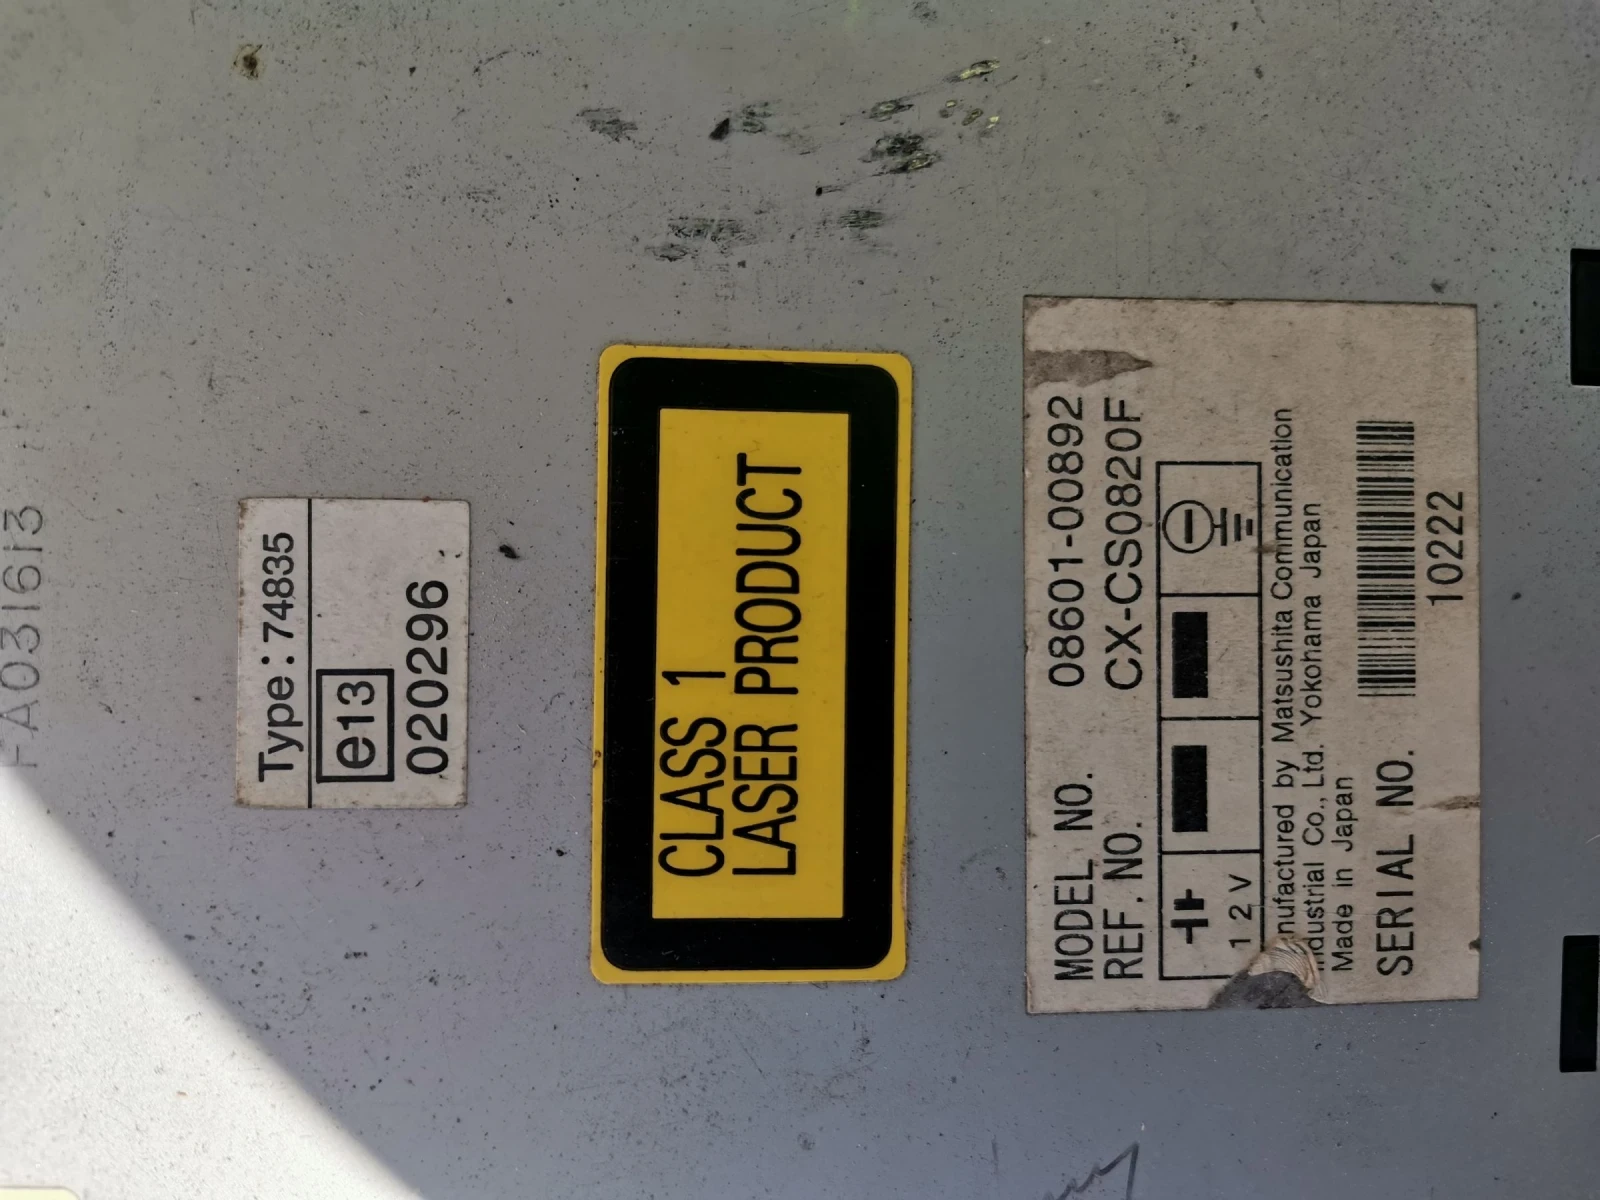 FA031613
Type: 74835
e13
020296
CLASS 1
LASER PRODUCT
MODEL NO. 08601-00892
REF. NO. CX-CS0820F
12V
nufactured by Matsushita Communication
ndustrial Co., Ltd. Yokohama Japan
Made in Japan
SERIAL NO.
10222